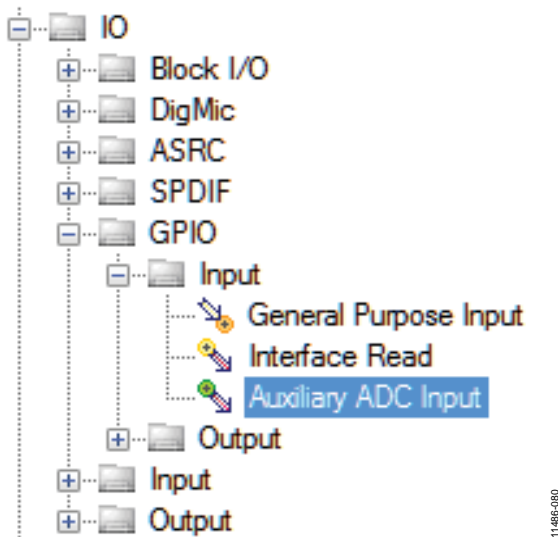 IO
Block I/O
DigMic
ASRC
SPDIF
GPIO
Input
General Purpose Input
Interface Read
Auxiliary ADC Input
Output
Input
Output
11486-080